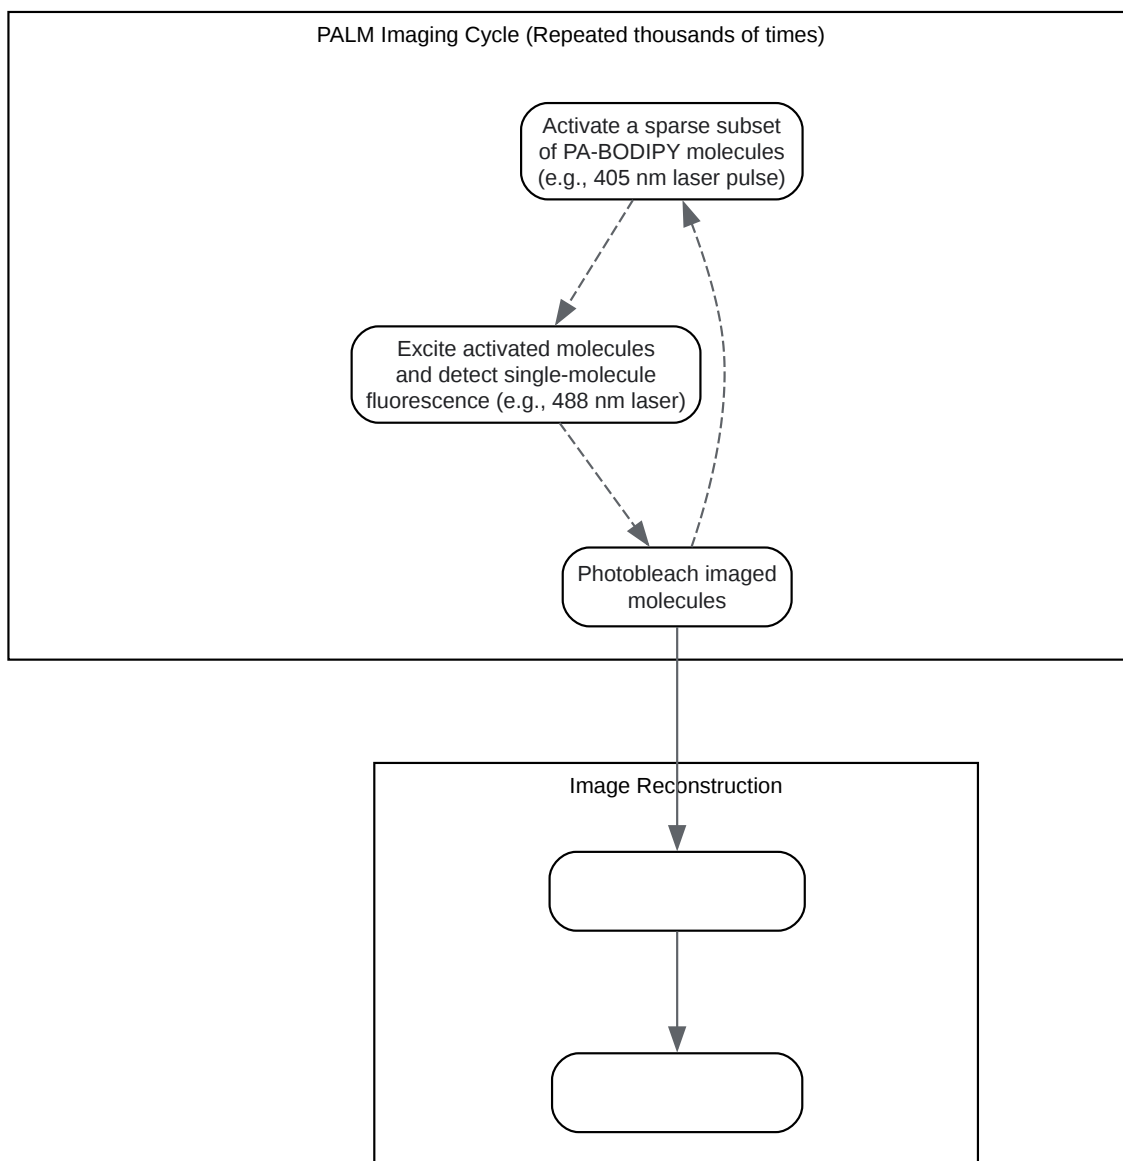 PALM Imaging Cycle (Repeated thousands of times)
Activate a sparse subset
of PA-BODIPY molecules
(e.g., 405 nm laser pulse)
Excite activated molecules
and detect single-molecule
fluorescence (e.g., 488 nm laser)
Photobleach imaged
molecules
Image Reconstruction